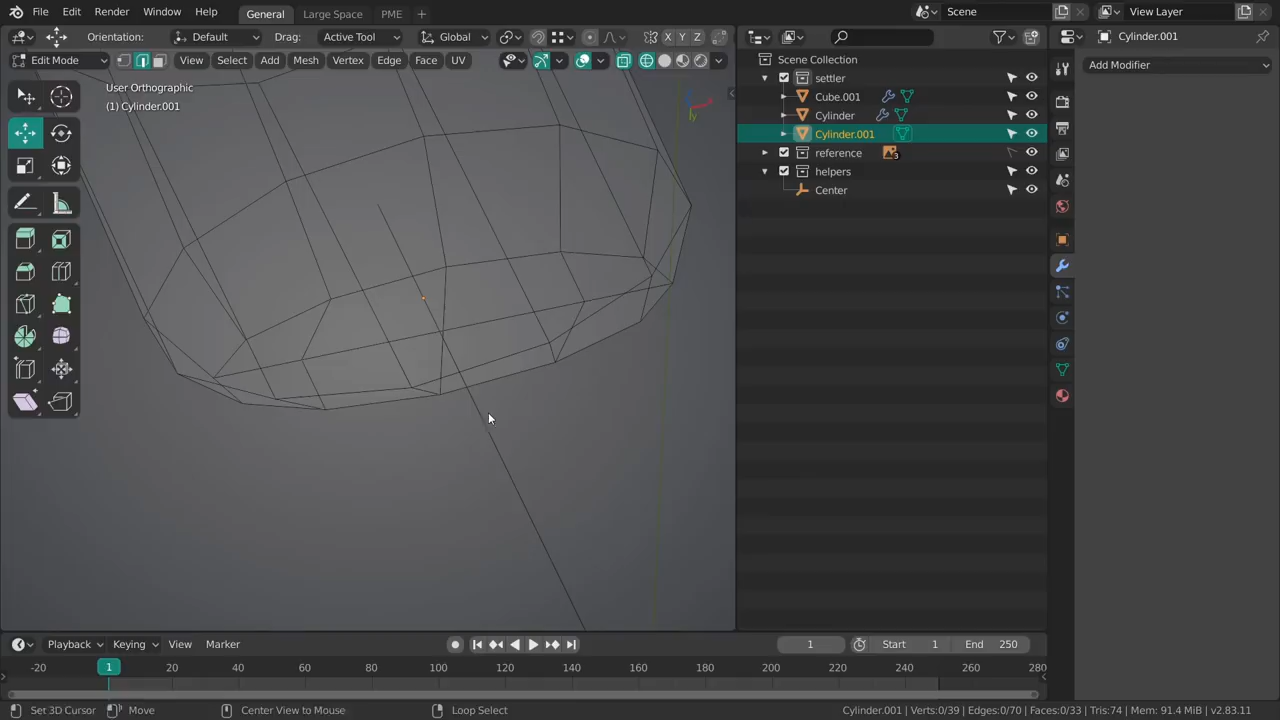 File Edit Render Window Help General Large Space PME + Scene View Layer
Orientation: Default Drag: Active Tool Global X Y Z
Edit Mode View Select Add Mesh Vertex Edge Face UV
User Orthographic
(1) Cylinder.001
y
Scene Collection
settler
Cube.001
Cylinder
Cylinder.001
reference 3
helpers
Center
Cylinder.001
Add Modifier
Playback Keying View Marker 1 Start 1 End 250
-20 1 20 40 60 80 100 120 140 160 180 200 220 240 260 280
Set 3D Cursor Move Center View to Mouse Loop Select Cylinder.001 | Verts:0/39 | Edges:0/70 | Faces:0/33 | Tris:74 | Mem: 91.4 MiB | v2.83.11